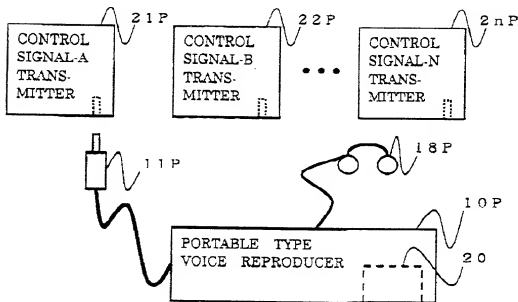 21P
22P
2nP
CONTROL
SIGNAL-A
TRANS-
MITTER
CONTROL
SIGNAL-B
TRANS-
MITTER
CONTROL
SIGNAL-N
TRANS-
MITTER
11P
18P
10P
PORTABLE TYPE
VOICE REPRODUCER
20